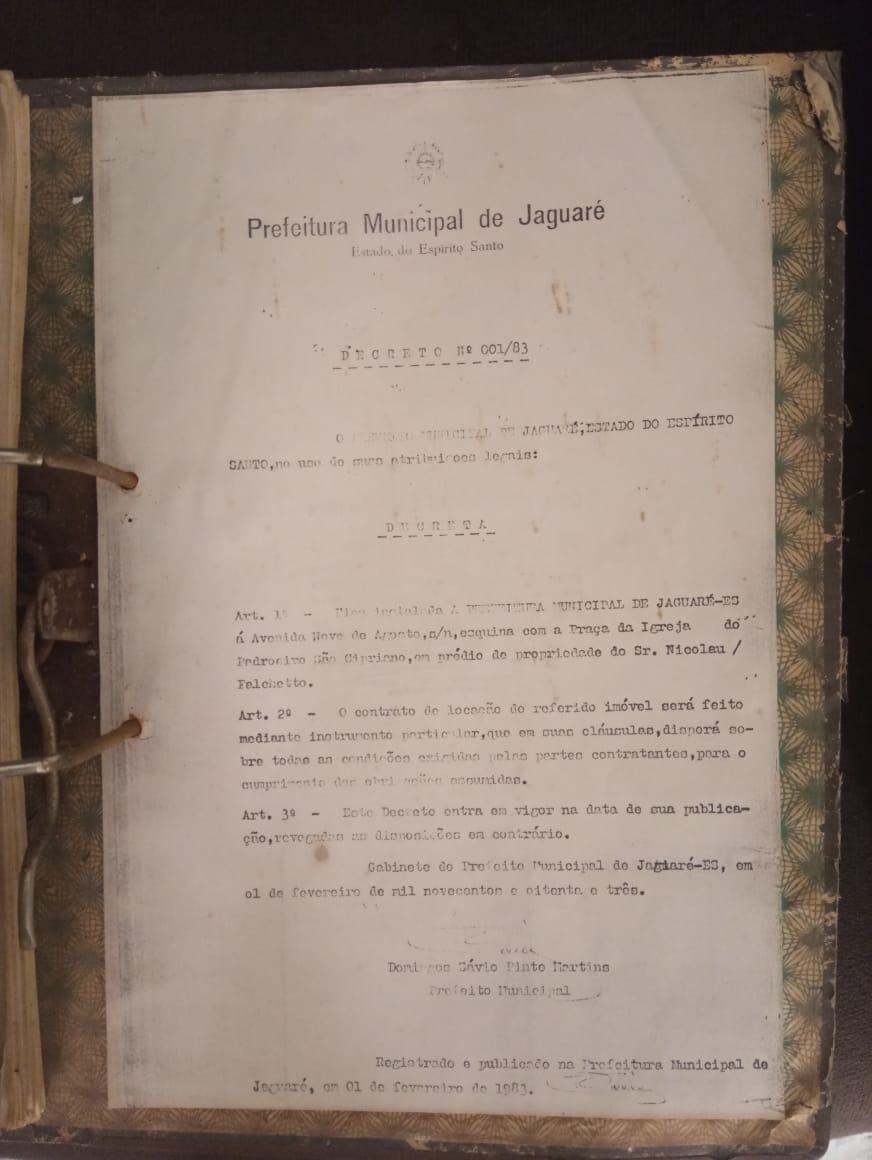 Prefeitura Municipal de Jaguaré
Estado do Espírito Santo
DECRETO Nº 001/83
O PREFEITO MUNICIPAL DE JAGUARÉ,ESTADO DO ESPÍRITO
SANTO,no uso de suas atribuições legais:
DECRETA
Art. 1º - Fica instalada A PREFEITURA MUNICIPAL DE JAGUARÉ-ES
á Avenida Nove de Agosto,s/n,esquina com a Praça da Igreja do
Padroeiro São Cipriano,em prédio de propriedade do Sr. Nicolau /
Falchetto.
Art. 2º - O contrato de locação do referido imóvel será feito
mediante instrumento particular,que em suas cláusulas,disporá so-
bre todas as condições exigidas pelas partes contratantes,para o
cumprimento das obrigações assumidas.
Art. 3º - Este Decreto entra em vigor na data de sua publica-
ção,revogadas as disposições em contrário.
Gabinete do Prefeito Municipal de Jaguaré-ES, em
01 de fevereiro de mil novecentos e oitenta e três.
Domingos Sávio Pinto Martins
Prefeito Municipal
Registrado e publicado na Prefeitura Municipal de
Jaguaré, em 01 de fevereiro de 1983.